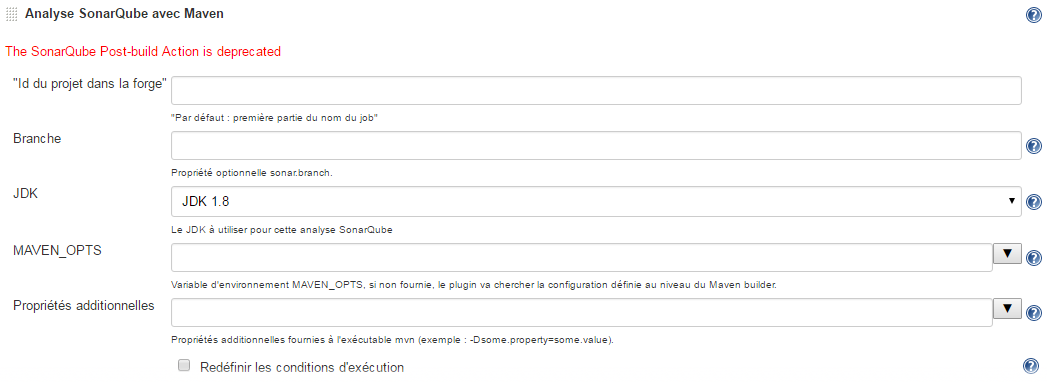 Analyse SonarQube avec Maven
The SonarQube Post-build Action is deprecated
"Id du projet dans la forge"
"Par défaut : première partie du nom du job"
Branche
Propriété optionnelle sonar.branch.
JDK
JDK 1.8
Le JDK à utiliser pour cette analyse SonarQube
MAVEN_OPTS
Variable d'environnement MAVEN_OPTS, si non fournie, le plugin va chercher la configuration définie au niveau du Maven builder.
Propriétés additionnelles
Propriétés additionnelles fournies à l'exécutable mvn (exemple : -Dsome.property=some.value).
Redéfinir les conditions d'exécution